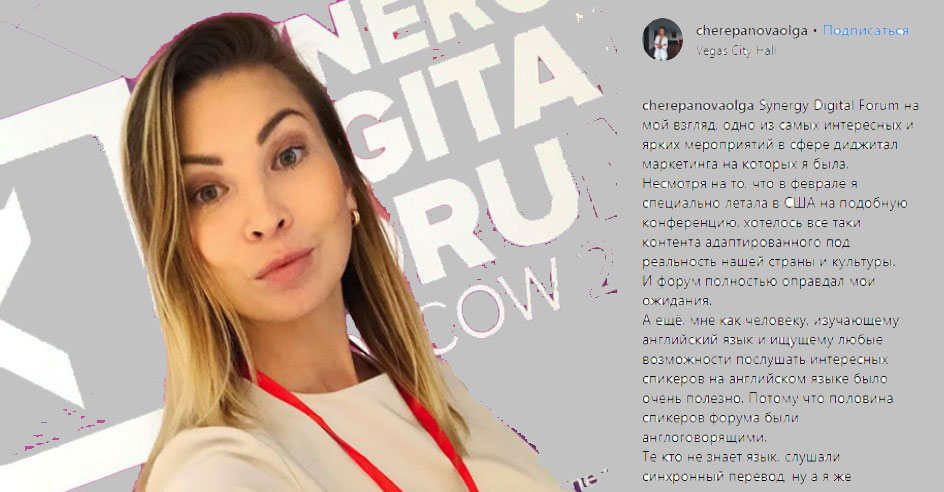 NERG
IGITA
ORU
COW 2
cherepanovaolga • Подписаться
Vegas City Hall
cherepanovaolga Synergy Digital Forum на
мой взгляд, одно из самых интересных и
ярких мероприятий в сфере диджитал
маркетинга на которых я была.
Несмотря на то, что в феврале я
специально летала в США на подобную
конференцию, хотелось все таки
контента адаптированного под
реальность нашей страны и культуры.
И форум полностью оправдал мои
ожидания.
А ещё, мне как человеку, изучающему
английский язык и ищущему любые
возможности послушать интересных
спикеров на английском языке было
очень полезно. Потому что половина
спикеров форума были
англоговорящими.
Те кто не знает язык, слушали
синхронный перевод, ну а я же